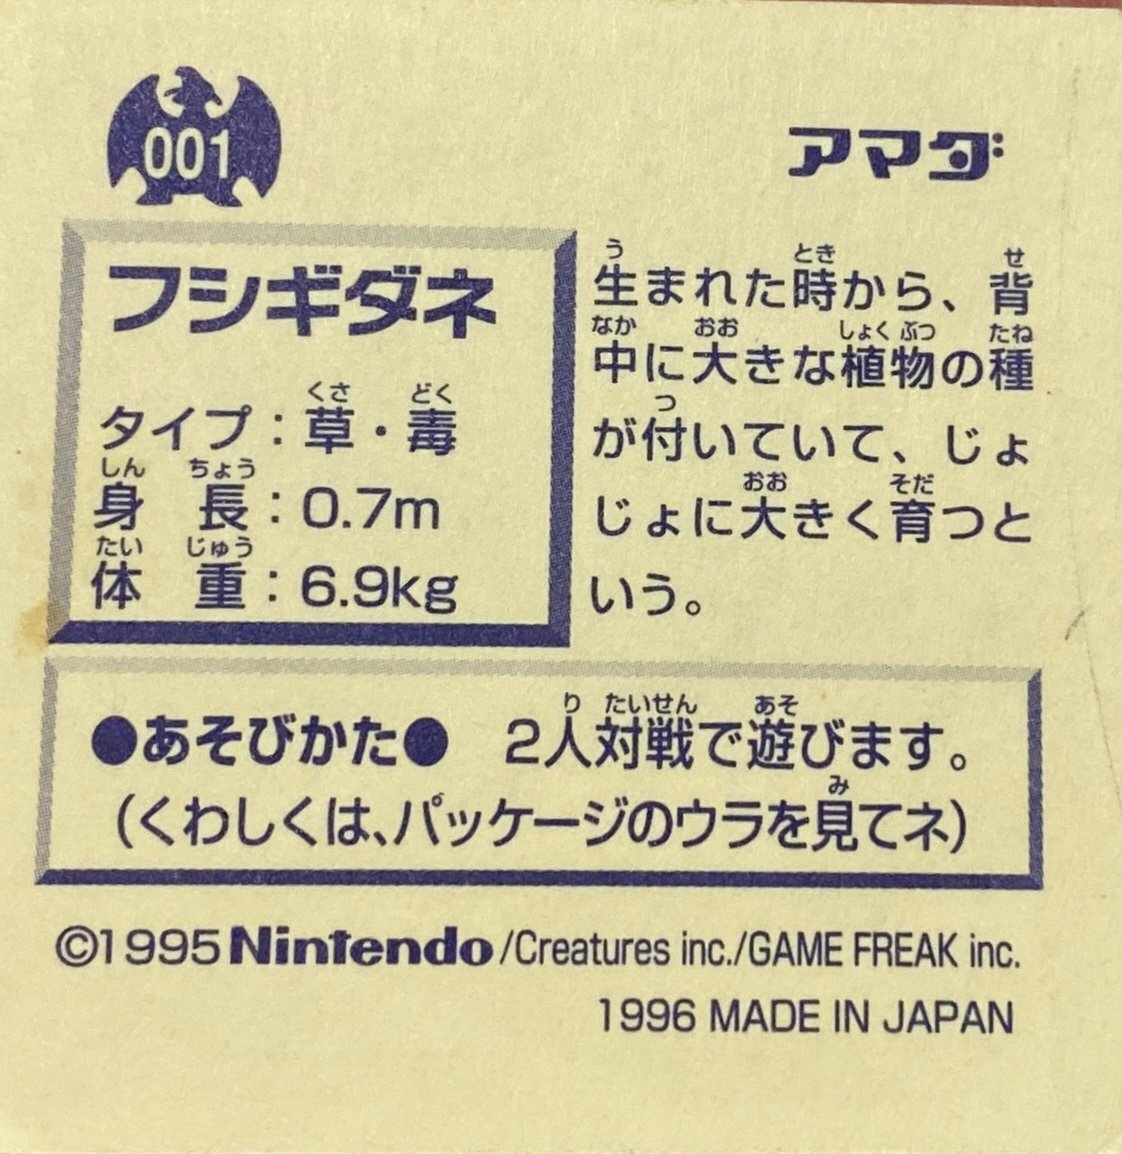 001
アマダ
フシギダネ
タイプ：草・毒
身長：0.7m
体重：6.9kg
生まれた時から、背
中に大きな植物の種
が付いていて、じょ
じょに大きく育つと
いう。
●あそびかた● 2人対戦で遊びます。
(くわしくは、パッケージのウラを見てネ)
©1995 Nintendo/Creatures inc./GAME FREAK inc.
1996 MADE IN JAPAN